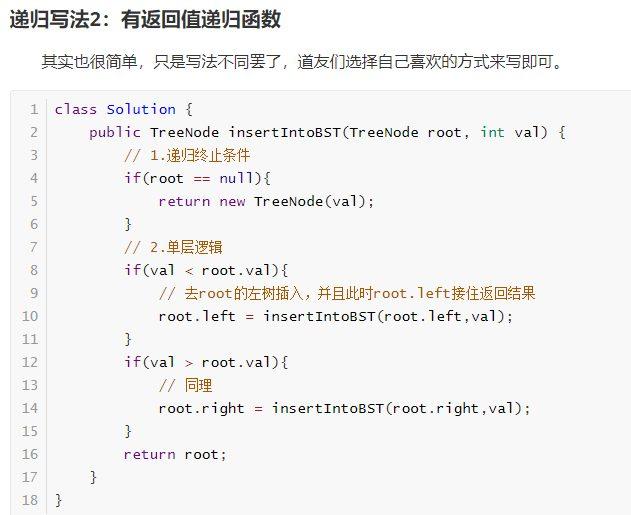 递归写法2：有返回值递归函数
其实也很简单，只是写法不同罢了，道友们选择自己喜欢的方式来写即可。
1 class Solution {
2     public TreeNode insertIntoBST(TreeNode root, int val) {
3         // 1.递归终止条件
4         if(root == null){
5             return new TreeNode(val);
6         }
7         // 2.单层逻辑
8         if(val < root.val){
9             // 去root的左树插入，并且此时root.left接住返回结果
10             root.left = insertIntoBST(root.left,val);
11         }
12         if(val > root.val){
13             // 同理
14             root.right = insertIntoBST(root.right,val);
15         }
16         return root;
17     }
18 }